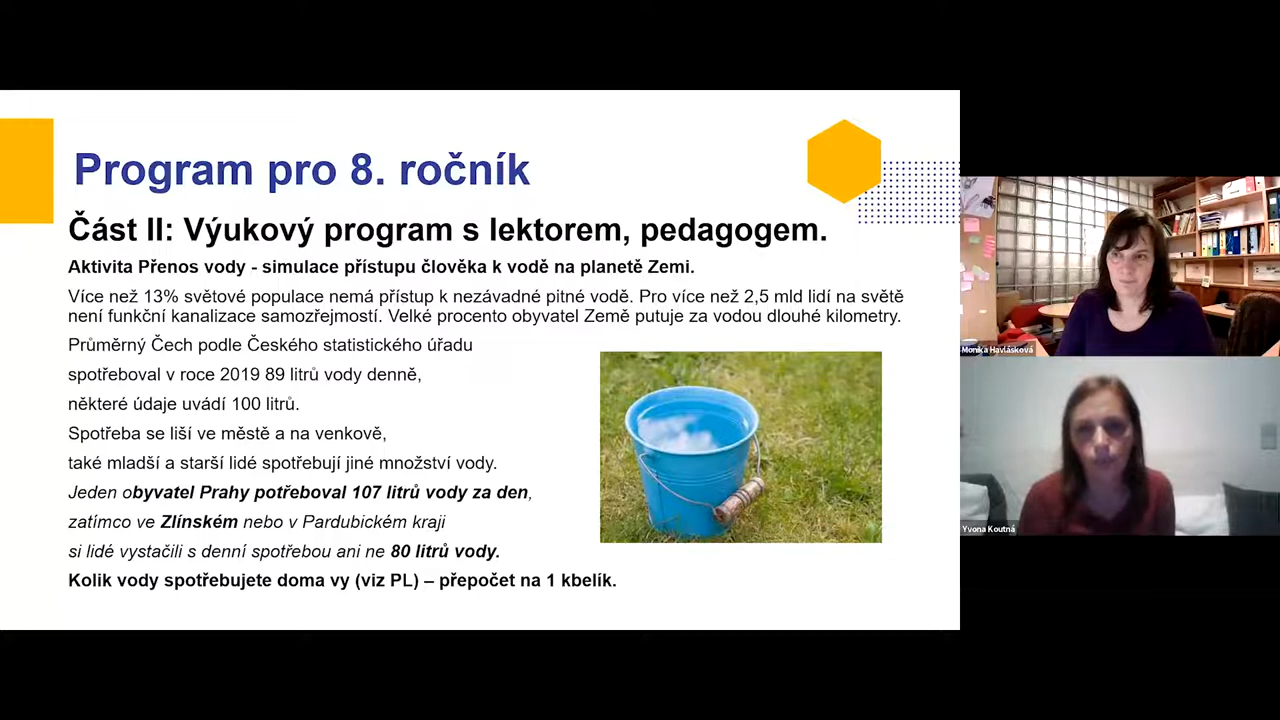 Program pro 8. ročník
Část II: Výukový program s lektorem, pedagogem.
Aktivita Přenos vody - simulace přístupu člověka k vodě na planetě Zemi.
Více než 13% světové populace nemá přístup k nezávadné pitné vodě. Pro více než 2,5 mld lidí na světě
není funkční kanalizace samozřejmostí. Velké procento obyvatel Země putuje za vodou dlouhé kilometry.
Průměrný Čech podle Českého statistického úřadu
spotřeboval v roce 2019 89 litrů vody denně,
některé údaje uvádí 100 litrů.
Spotřeba se liší ve městě a na venkově,
také mladší a starší lidé spotřebují jiné množství vody.
Jeden obyvatel Prahy potřeboval 107 litrů vody za den,
zatímco ve Zlínském nebo v Pardubickém kraji
si lidé vystačili s denní spotřebou ani ne 80 litrů vody.
Kolik vody spotřebujete doma vy (viz PL) – přepočet na 1 kbelík.
Monika Havlásková
Yvona Koutná